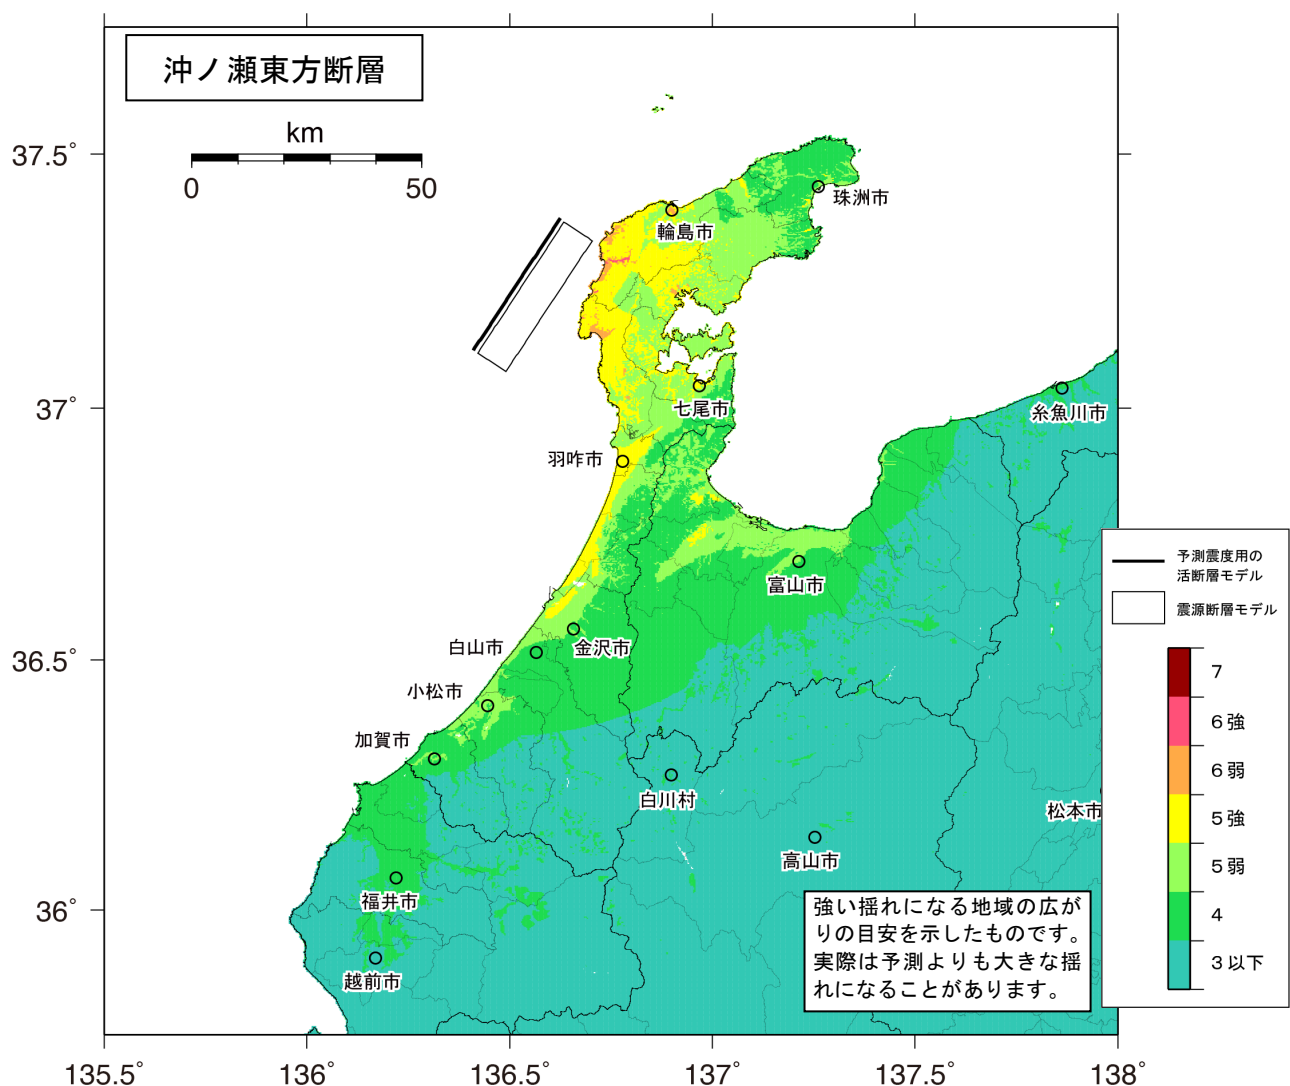 沖ノ瀬東方断層
km
0 50
37.5°
37°
36.5°
36°
135.5° 136° 136.5° 137° 137.5° 138°
珠洲市
輪島市
七尾市
糸魚川市
羽咋市
富山市
白山市
金沢市
小松市
加賀市
白川村
松本市
高山市
福井市
越前市
予測震度用の
活断層モデル
震源断層モデル
7
6強
6弱
5強
5弱
4
3以下
強い揺れになる地域の広が
りの目安を示したものです。
実際は予測よりも大きな揺
れになることがあります。